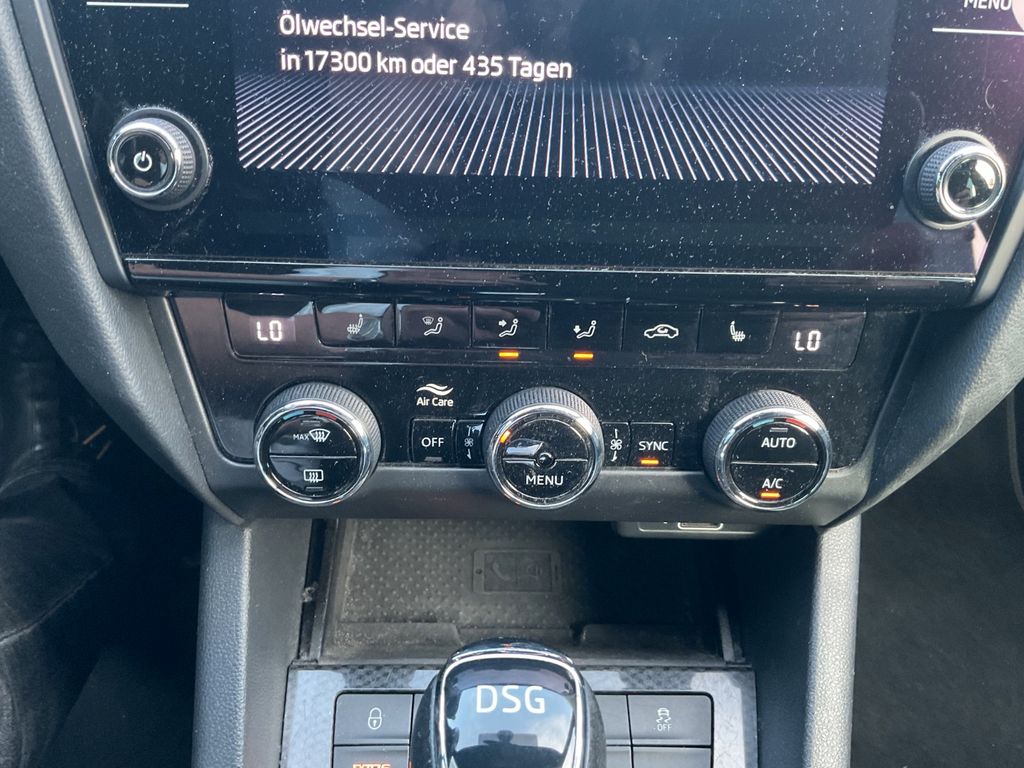 MENU
Ölwechsel-Service
in 17300 km oder 435 Tagen
LO
LO
Air Care
MAX
OFF
SYNC
AUTO
MENU
A/C
DSG
OFF